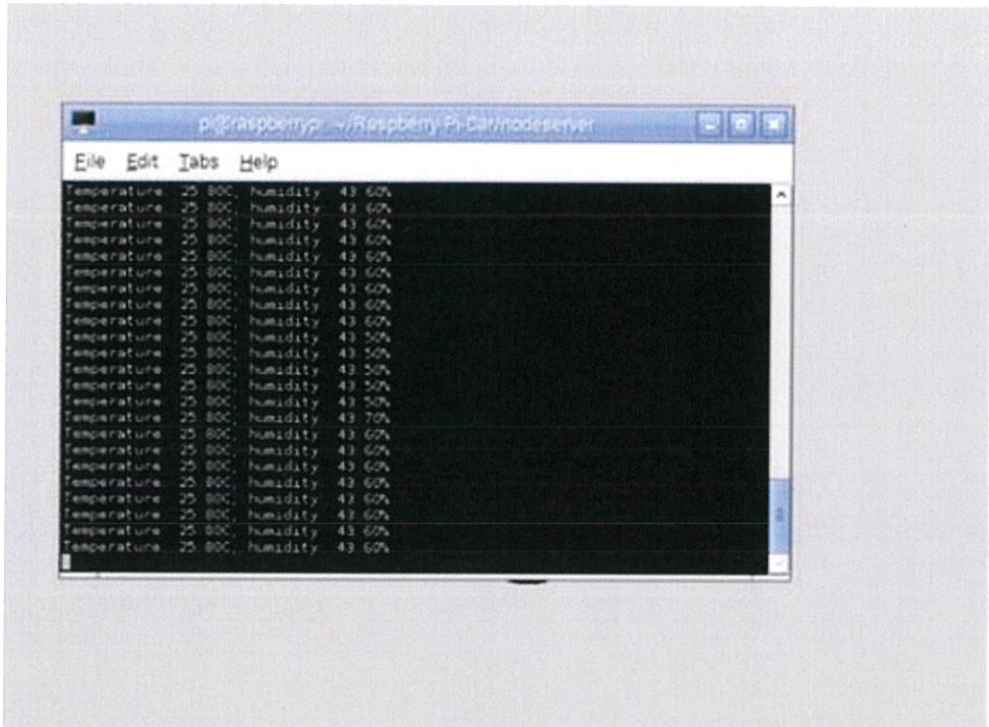 pi@raspberrypi: ~/Raspberry-Pi-Car/nodeserver
File Edit Tabs Help
Temperature 25 80C, humidity 43 60%
Temperature 25 80C, humidity 43 60%
Temperature 25 80C, humidity 43 60%
Temperature 25 80C, humidity 43 60%
Temperature 25 80C, humidity 43 60%
Temperature 25 80C, humidity 43 60%
Temperature 25 80C, humidity 43 60%
Temperature 25 80C, humidity 43 60%
Temperature 25 80C, humidity 43 60%
Temperature 25 80C, humidity 43 50%
Temperature 25 80C, humidity 43 50%
Temperature 25 80C, humidity 43 50%
Temperature 25 80C, humidity 43 50%
Temperature 25 80C, humidity 43 50%
Temperature 25 80C, humidity 43 70%
Temperature 25 80C, humidity 43 60%
Temperature 25 80C, humidity 43 60%
Temperature 25 80C, humidity 43 60%
Temperature 25 80C, humidity 43 60%
Temperature 25 80C, humidity 43 60%
Temperature 25 80C, humidity 43 60%
Temperature 25 80C, humidity 43 60%
Temperature 25 80C, humidity 43 60%